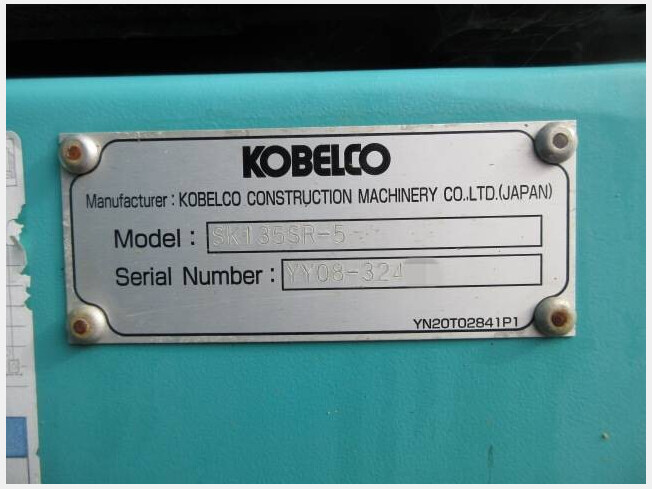 KOBELCO
Manufacturer : KOBELCO CONSTRUCTION MACHINERY CO.,LTD.(JAPAN)
Model : SK135SR-5
Serial Number : YY08-324
YN20T02841P1